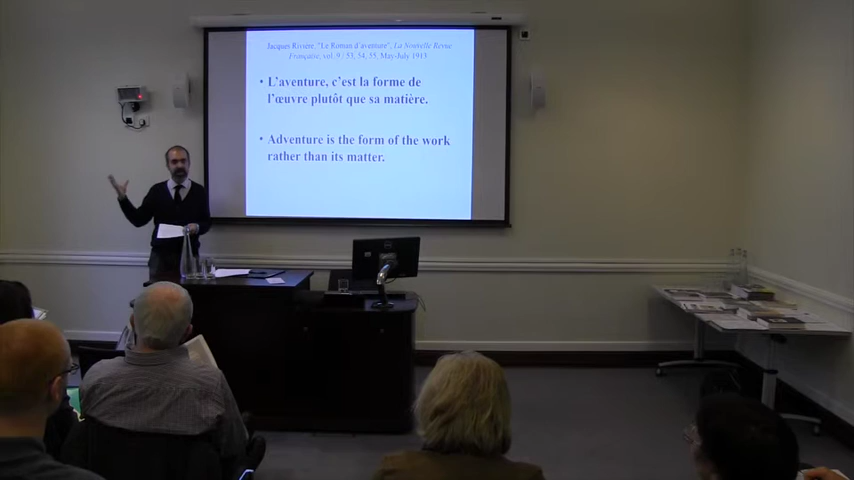 Jacques Rivière, "Le Roman d'aventure", La Nouvelle Revue
Française, vol. 9 / 53, 54, 55, May-July 1913
• L'aventure, c'est la forme de
l'œuvre plutôt que sa matière.
• Adventure is the form of the work
rather than its matter.